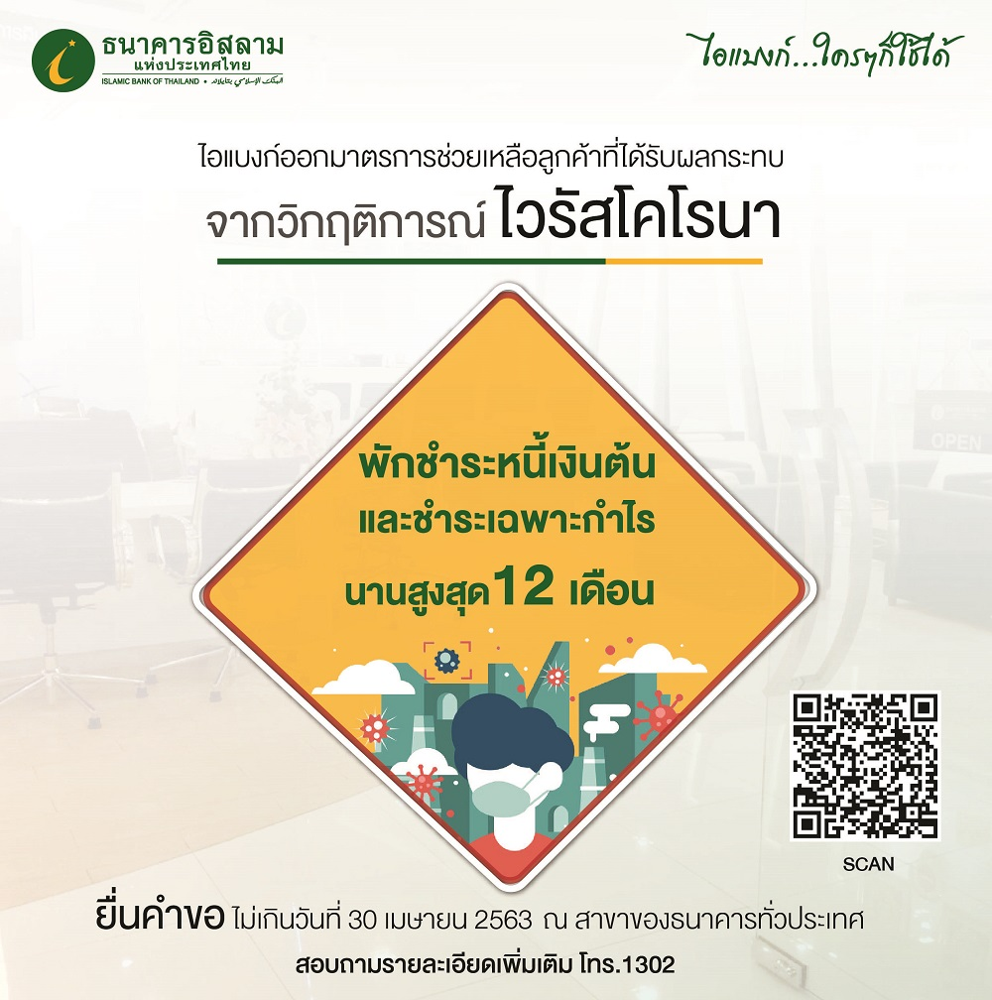 ธนาคารอิสลาม
แห่งประเทศไทย
ISLAMIC BANK OF THAILAND •
ไอแบงก์...ใครๆก็ใช้ได้
ไอแบงก์ออกมาตรการช่วยเหลือลูกค้าที่ได้รับผลกระทบ
จากวิกฤติการณ์ ไวรัสโคโรนา
พักชำระหนี้เงินต้น
และชำระเฉพาะกำไร
นานสูงสุด 12 เดือน
OPEN
SCAN
ยื่นคำขอ ไม่เกินวันที่ 30 เมษายน 2563 ณ สาขาของธนาคารทั่วประเทศ
สอบถามรายละเอียดเพิ่มเติม โทร.1302